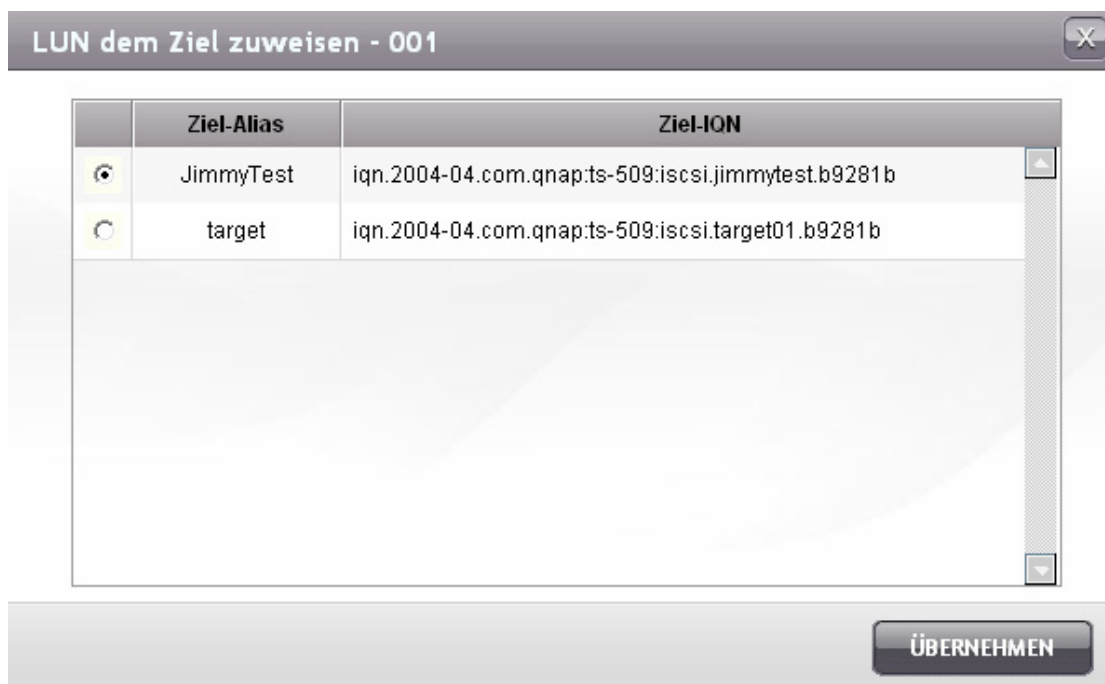 LUN dem Ziel zuweisen - 001
X
Ziel-Alias Ziel-IQN
JimmyTest iqn.2004-04.com.qnap:ts-509:iscsi.jimmytest.b9281b
target iqn.2004-04.com.qnap:ts-509:iscsi.target01.b9281b
ÜBERNEHMEN